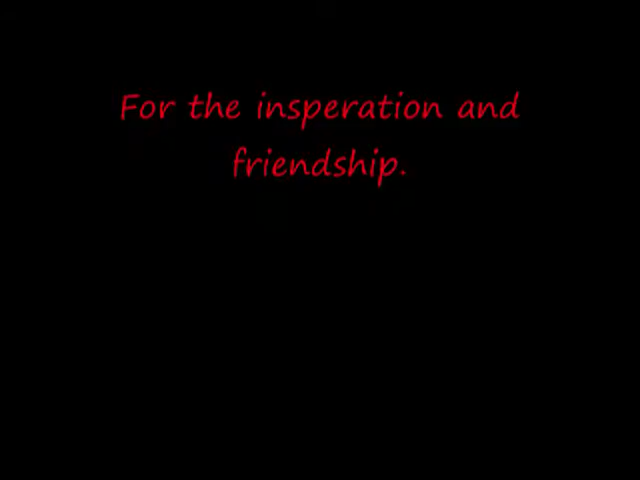 For the insperation and
friendship.